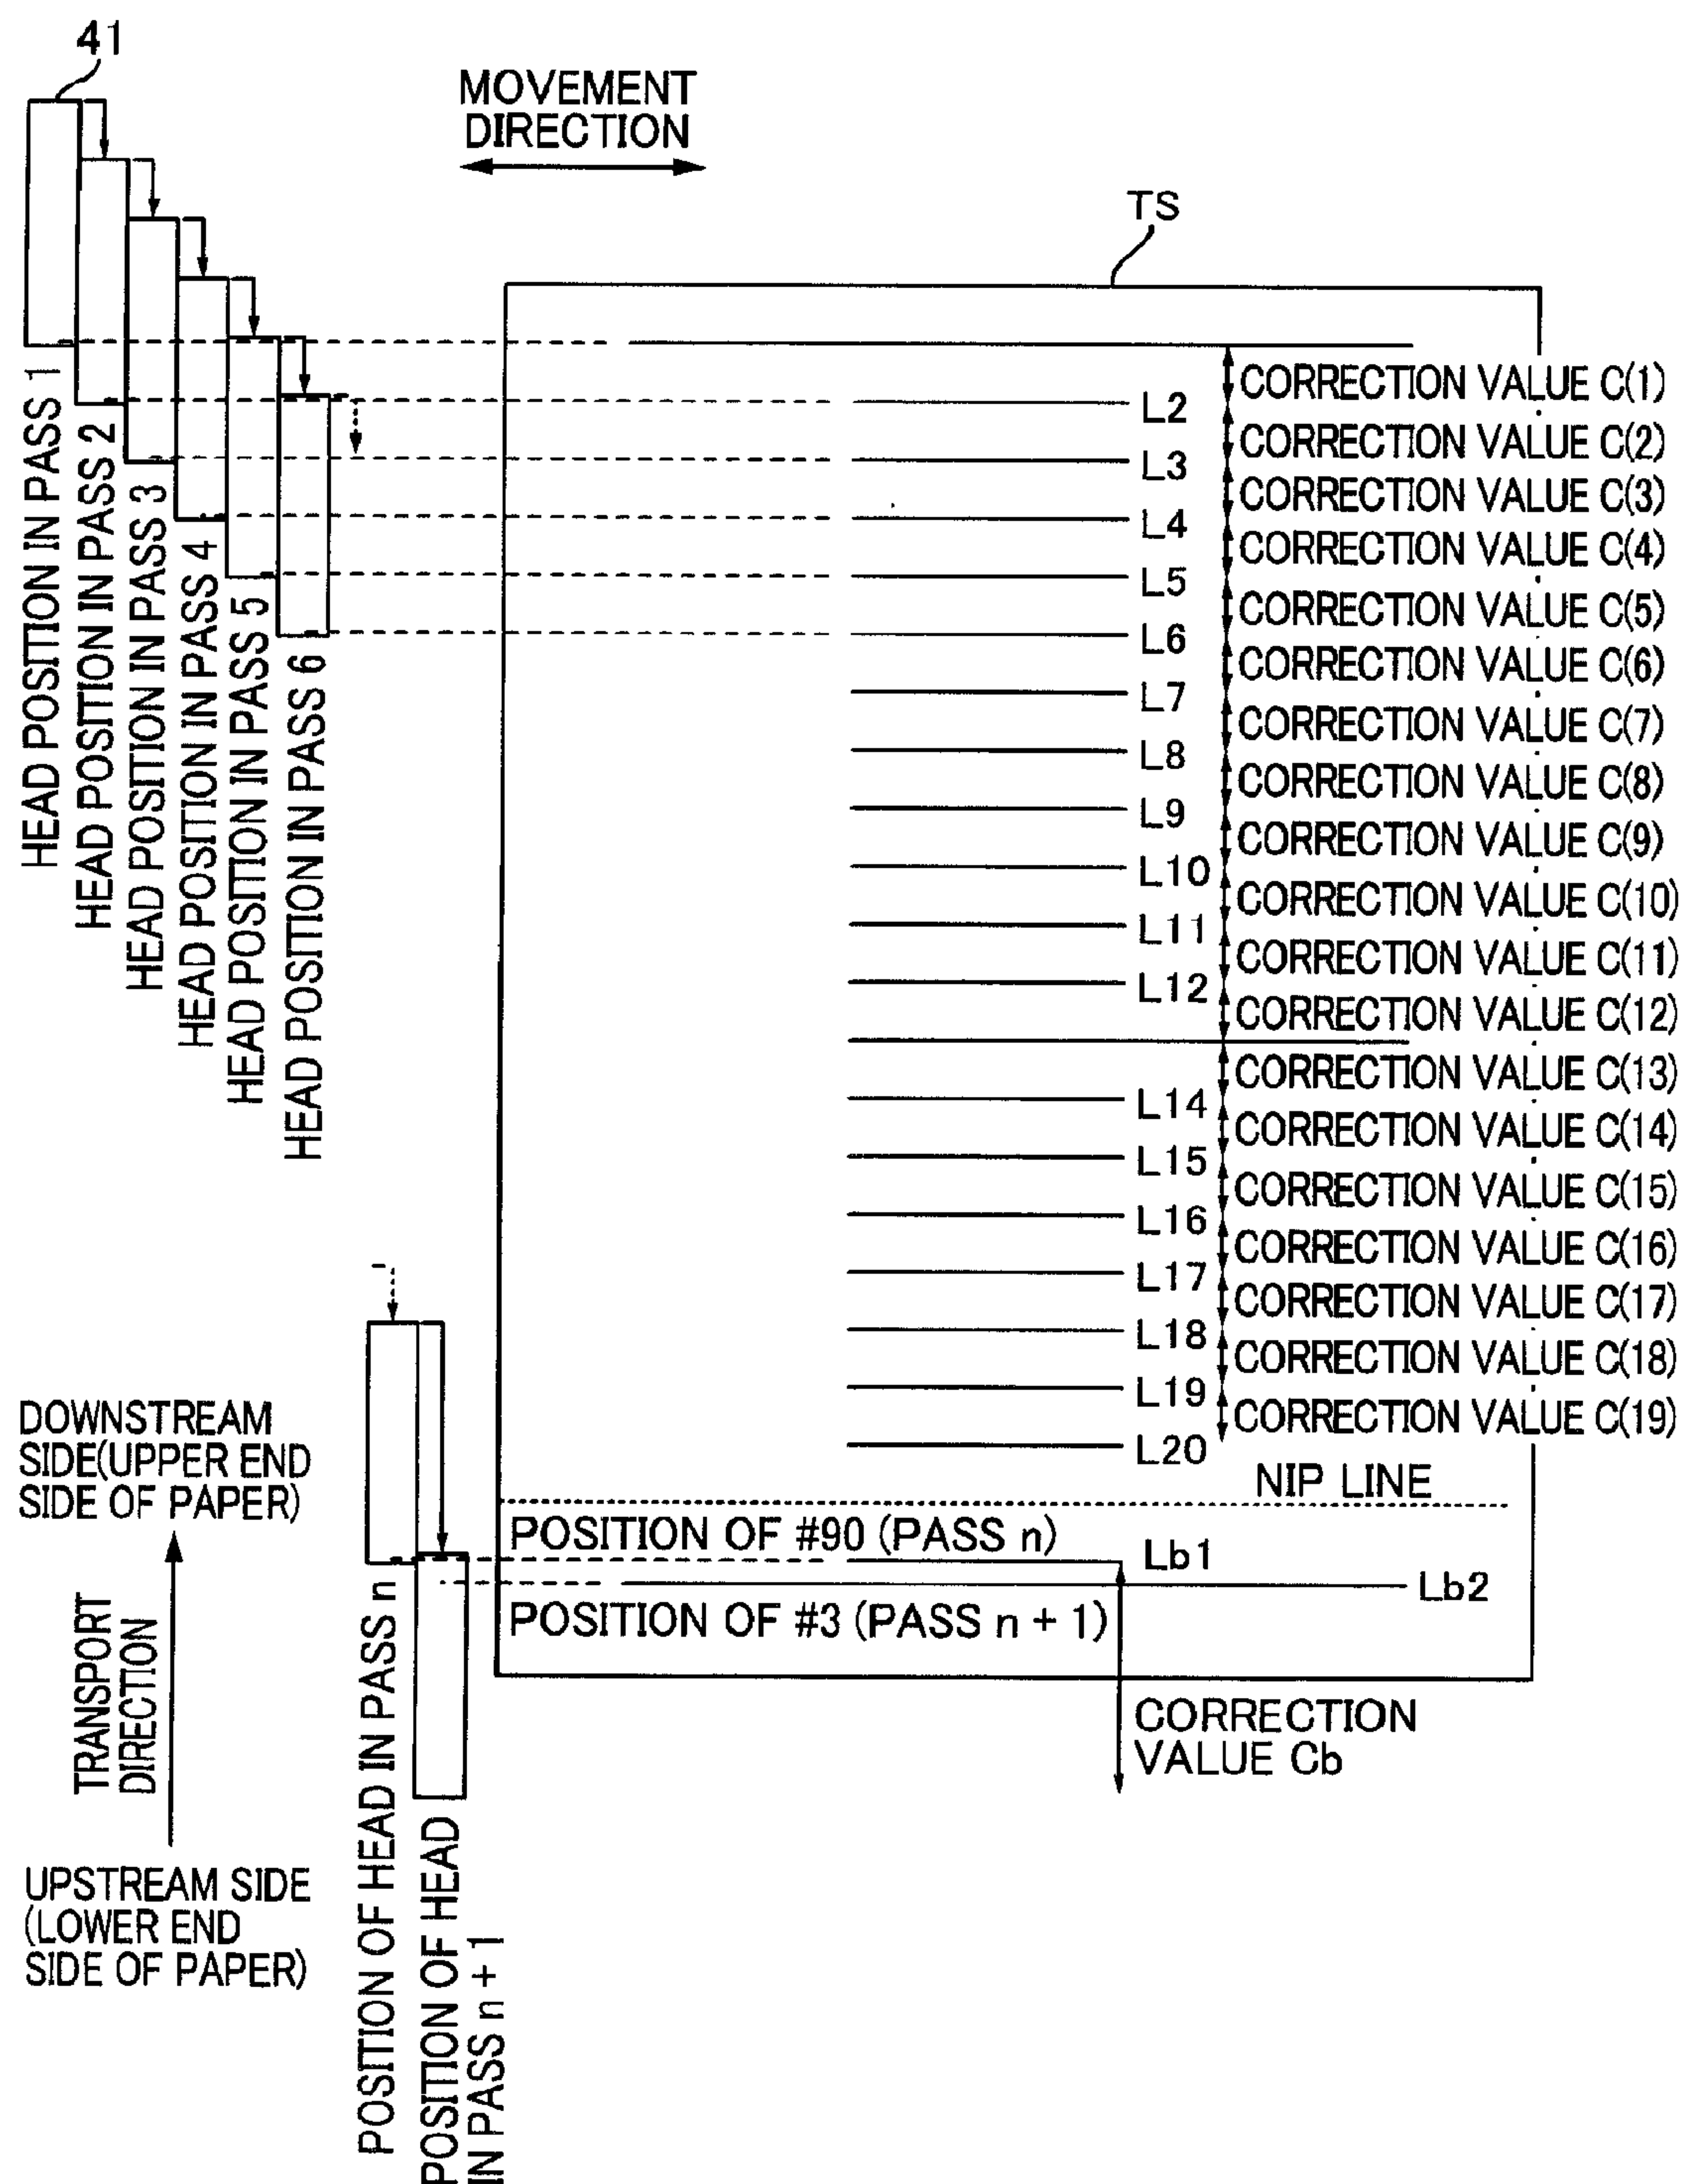 41
MOVEMENT
DIRECTION
TS
HEAD POSITION IN PASS 1
HEAD POSITION IN PASS 2
HEAD POSITION IN PASS 3
HEAD POSITION IN PASS 4
HEAD POSITION IN PASS 5
HEAD POSITION IN PASS 6
CORRECTION VALUE C(1)
L2
CORRECTION VALUE C(2)
L3
CORRECTION VALUE C(3)
L4
CORRECTION VALUE C(4)
L5
CORRECTION VALUE C(5)
L6
CORRECTION VALUE C(6)
L7
CORRECTION VALUE C(7)
L8
CORRECTION VALUE C(8)
L9
CORRECTION VALUE C(9)
L10
CORRECTION VALUE C(10)
L11
CORRECTION VALUE C(11)
L12
CORRECTION VALUE C(12)
CORRECTION VALUE C(13)
L14
CORRECTION VALUE C(14)
L15
CORRECTION VALUE C(15)
L16
CORRECTION VALUE C(16)
L17
CORRECTION VALUE C(17)
L18
CORRECTION VALUE C(18)
L19
CORRECTION VALUE C(19)
L20
NIP LINE
POSITION OF #90 (PASS n)
Lb1
Lb2
POSITION OF #3 (PASS n + 1)
CORRECTION
VALUE Cb
DOWNSTREAM
SIDE(UPPER END
SIDE OF PAPER)
TRANSPORT
DIRECTION
UPSTREAM SIDE
(LOWER END
SIDE OF PAPER)
POSITION OF HEAD IN PASS n
POSITION OF HEAD
IN PASS n + 1